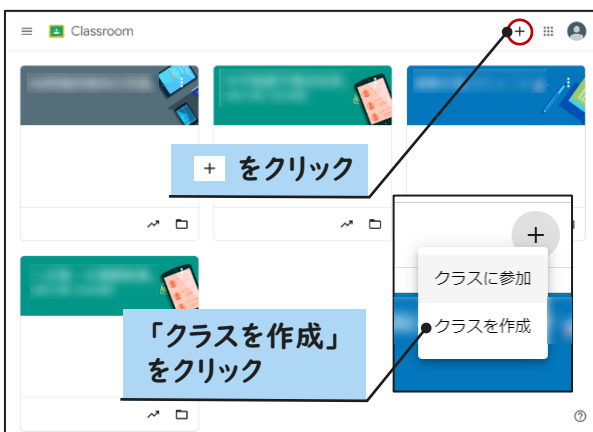 Classroom
+ をクリック
クラスに参加
クラスを作成
「クラスを作成」
をクリック